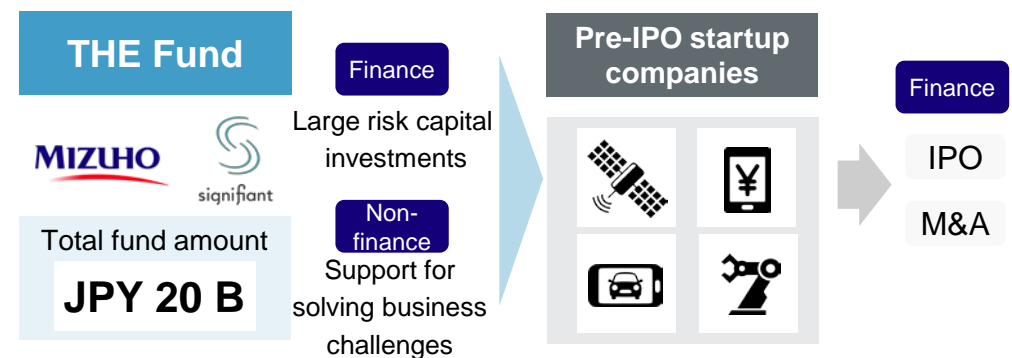 THE Fund
MIZUHO
signifiant
Total fund amount
JPY 20 B
Finance
Large risk capital
investments
Non-
finance
Support for
solving business
challenges
Pre-IPO startup
companies
¥
Finance
IPO
M&A